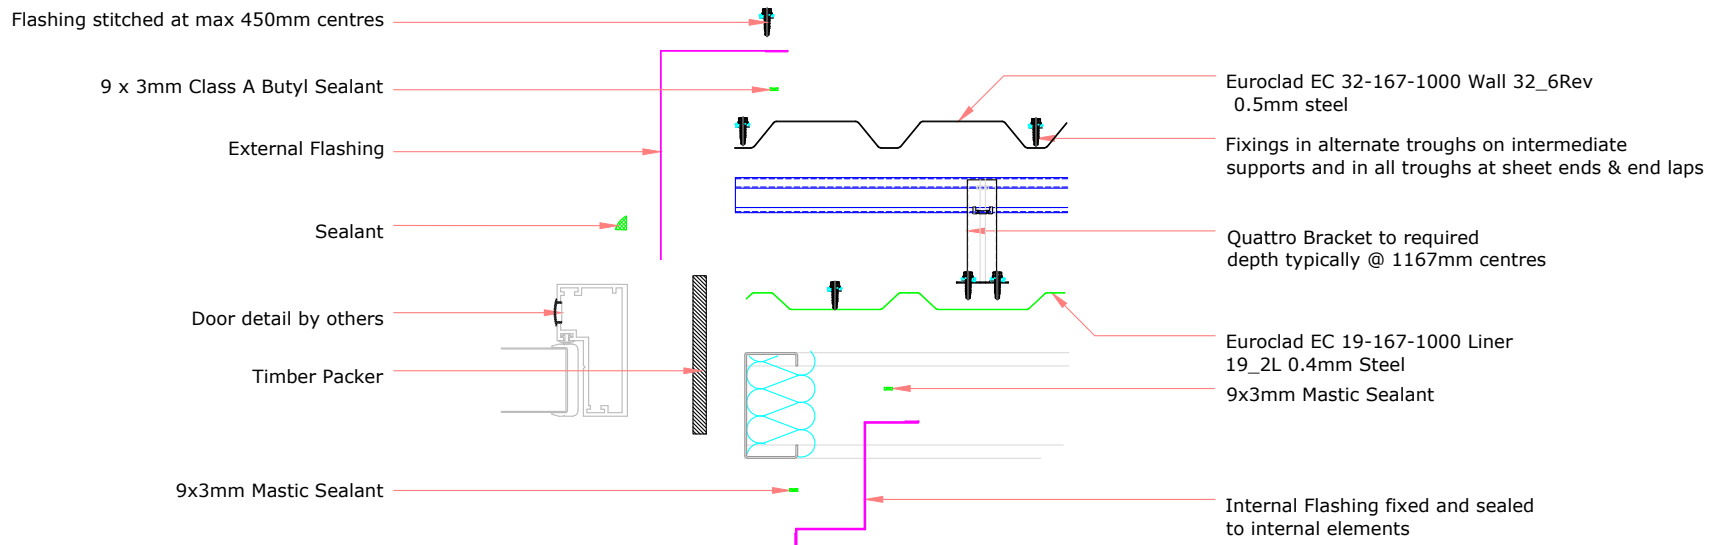 Flashing stitched at max 450mm centres
9 x 3mm Class A Butyl Sealant
External Flashing
Sealant
Door detail by others
Timber Packer
9x3mm Mastic Sealant
Euroclad EC 32-167-1000 Wall 32_6Rev
0.5mm steel
Fixings in alternate troughs on intermediate
supports and in all troughs at sheet ends & end laps
Quattro Bracket to required
depth typically @ 1167mm centres
Euroclad EC 19-167-1000 Liner
19_2L 0.4mm Steel
9x3mm Mastic Sealant
Internal Flashing fixed and sealed
to internal elements